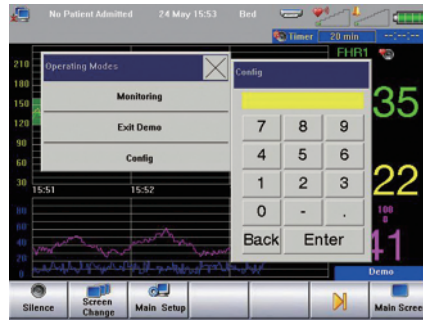 No Patient Admitted 24 May 15:53 Bed
Timer 20 min --:--:--
FHR1
Operating Modes
Monitoring
Exit Demo
Config
Config
7 8 9
4 5 6
1 2 3
0 - .
Back Enter
210
180
150
120
90
60
30
15:51 15:52
80
60
40
20
0
35
22
100
0
41
Demo
Silence
Screen Change
Main Setup
Main Scree